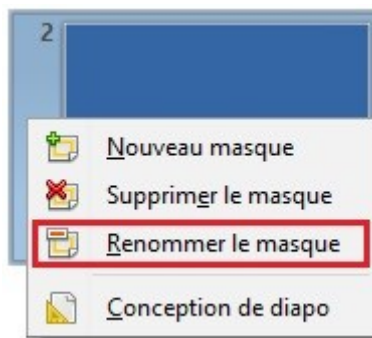 2
Nouveau masque
Supprimer le masque
Renommer le masque
Conception de diapo